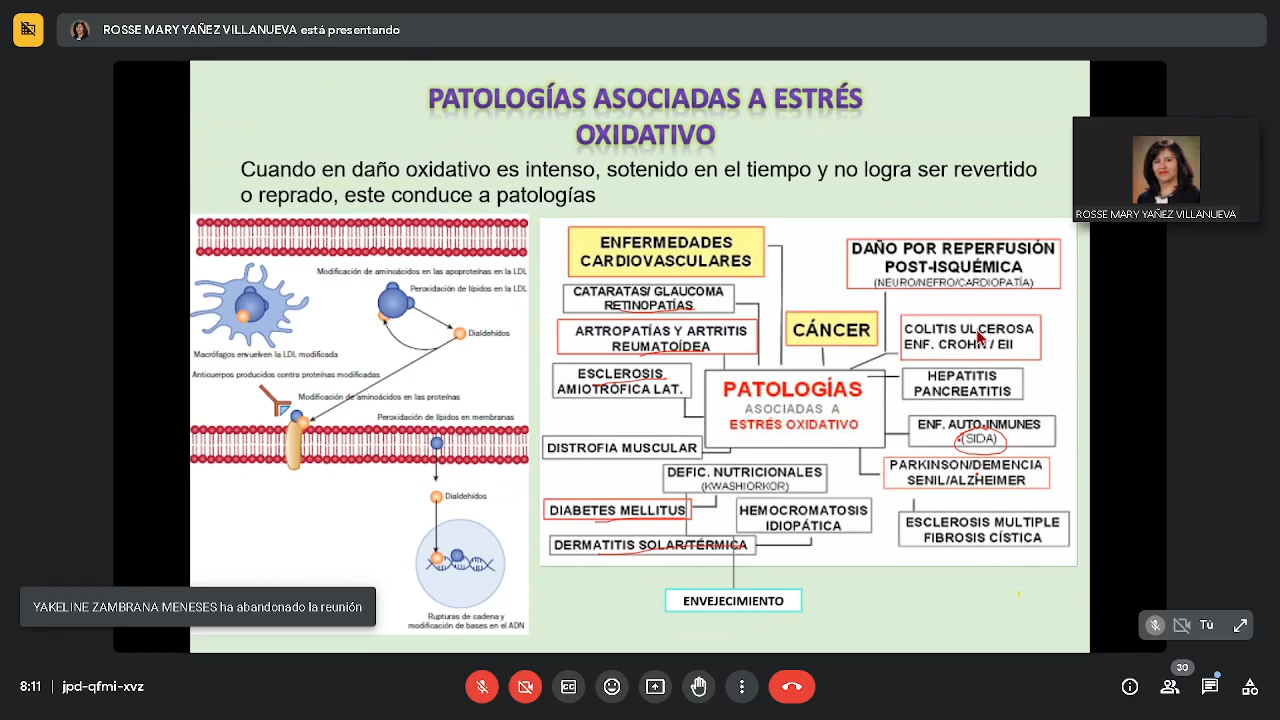 ROSSE MARY YAÑEZ VILLANUEVA está presentando
PATOLOGÍAS ASOCIADAS A ESTRÉS
OXIDATIVO
Cuando en daño oxidativo es intenso, sotenido en el tiempo y no logra ser revertido
o reprado, este conduce a patologías
ROSSE MARY YAÑEZ VILLANUEVA
Modificación de aminoácidos en las apoproteínas en la LDL
Peroxidación de lípidos en la LDL
Dialdehídos
Macrófagos envuelven la LDL modificada
Anticuerpos producidos contra proteínas modificadas
Modificación de aminoácidos en las proteínas
Peroxidación de lípidos en membranas
Dialdehídos
Rupturas de cadena y
modificación de bases en el ADN
ENFERMEDADES
CARDIOVASCULARES
CATARATAS/ GLAUCOMA
RETINOPATÍAS
ARTROPATÍAS Y ARTRITIS
REUMATOÍDEA
ESCLEROSIS
AMIOTRÓFICA LAT.
DISTROFIA MUSCULAR
DEFIC. NUTRICIONALES
(KWASHIORKOR)
DIABETES MELLITUS
HEMOCROMATOSIS
IDIOPÁTICA
DERMATITIS SOLAR/TÉRMICA
ENVEJECIMIENTO
CÁNCER
PATOLOGÍAS
ASOCIADAS A
ESTRÉS OXIDATIVO
DAÑO POR REPERFUSIÓN
POST-ISQUÉMICA
(NEURO/NEFRO/CARDIOPATÍA)
COLITIS ULCEROSA
ENF. CROHN / EII
HEPATITIS
PANCREATITIS
ENF. AUTO.INMUNES
(SIDA)
PARKINSON/DEMENCIA
SENIL/ALZHEIMER
ESCLEROSIS MULTIPLE
FIBROSIS CÍSTICA
YAKELINE ZAMBRANA MENESES ha abandonado la reunión
Tú
8:11 | jpd-qfmi-xvz
30